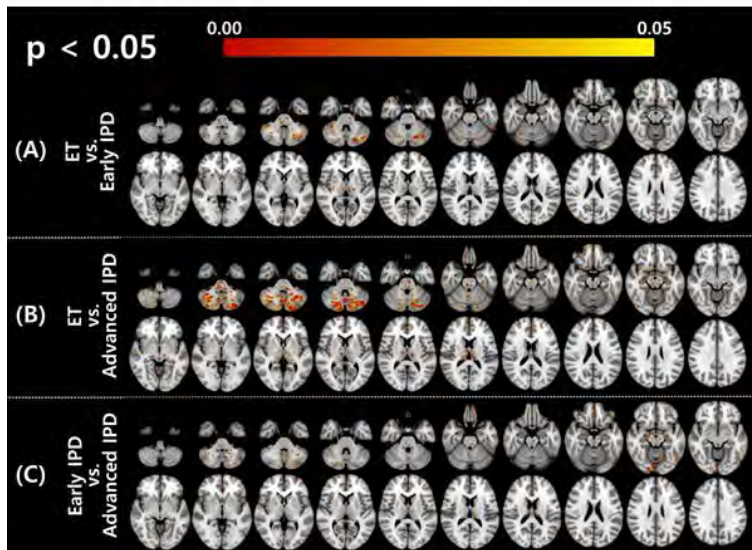 0.00
0.05
p < 0.05
(A)
ET
vs.
Early IPD
(B)
ET
vs.
Advanced IPD
(C)
Early IPD
vs.
Advanced IPD